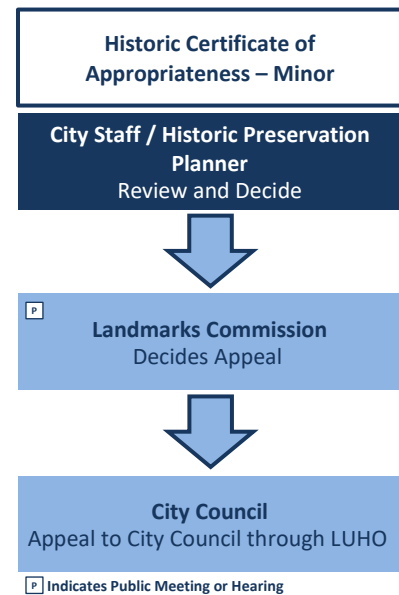 Historic Certificate of
Appropriateness – Minor
City Staff / Historic Preservation
Planner
Review and Decide
P
Landmarks Commission
Decides Appeal
City Council
Appeal to City Council through LUHO
P Indicates Public Meeting or Hearing